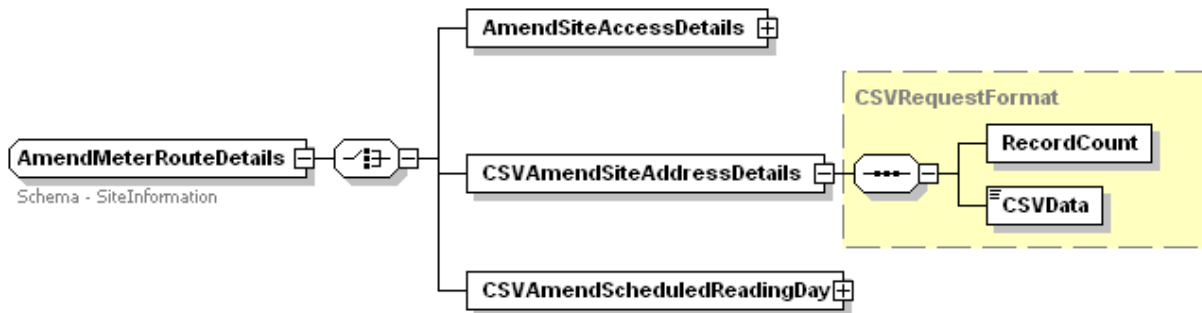 AmendSiteAccessDetails
CSVRequestFormat
AmendMeterRouteDetails
Schema - SiteInformation
CSVAmendSiteAddressDetails
RecordCount
CSVData
CSVAmendScheduledReadingDay